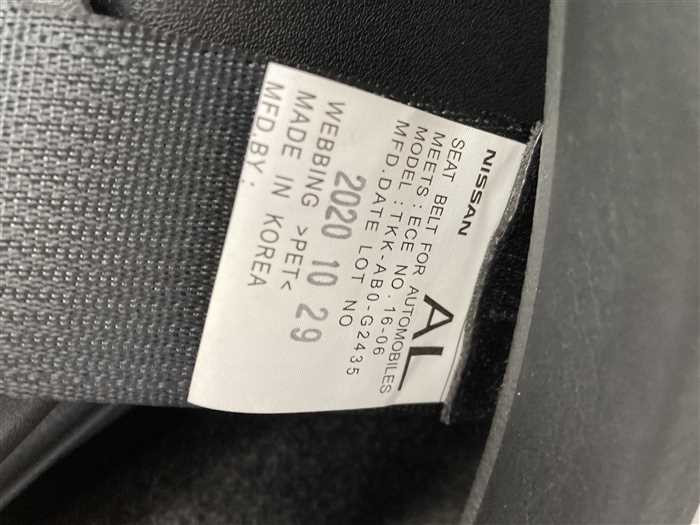 NISSAN
AL
SEAT BELT FOR AUTOMOBILES
MEETS : ECE NO. 16-06
MODEL : TKK-AB0-G2435
MFD. DATE LOT NO
2020 10 29
WEBBING >PET<
MADE IN KOREA
MFD. BY :